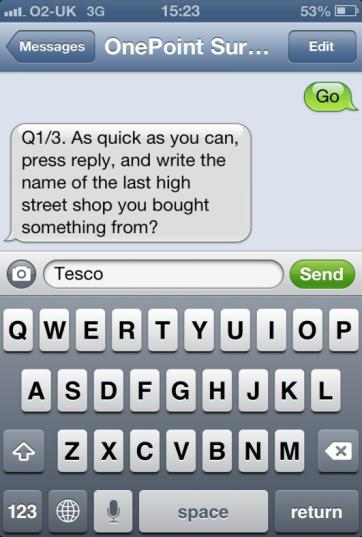 O2-UK 3G 15:23 53%
Messages OnePoint Sur... Edit
Go
Q1/3. As quick as you can,
press reply, and write the
name of the last high
street shop you bought
something from?
Tesco Send
Q W E R T Y U I O P
A S D F G H J K L
Z X C V B N M
123 space return